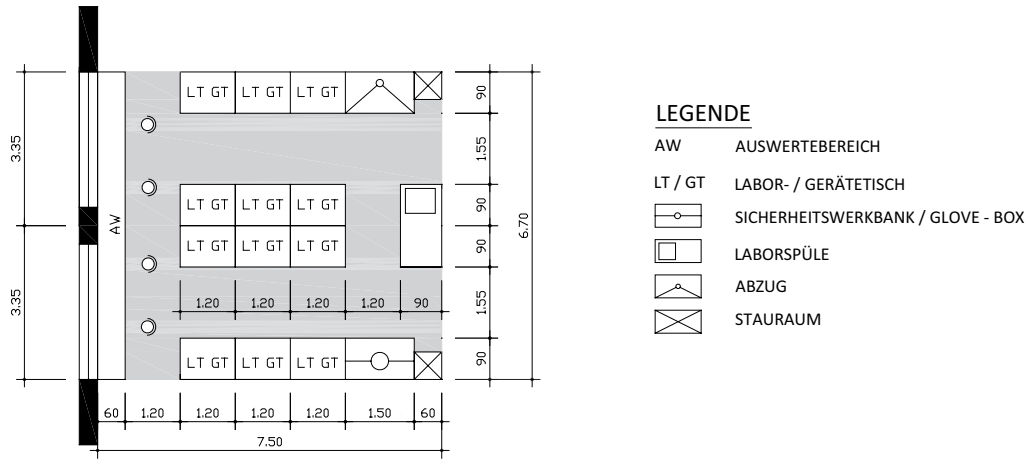 LT GT LT GT LT GT
90
1.55
3.35
LT GT LT GT LT GT
90
AW
6.70
LT GT LT GT LT GT
90
3.35
1.20 1.20 1.20 1.20 90
1.55
LT GT LT GT LT GT
90
60 1.20 1.20 1.20 1.20 1.50 60
7.50
LEGENDE
AW AUSWERTEBEREICH
LT / GT LABOR- / GERÄTETISCH
SICHERHEITSWERKBANK / GLOVE - BOX
LABORSPÜLE
ABZUG
STAURAUM